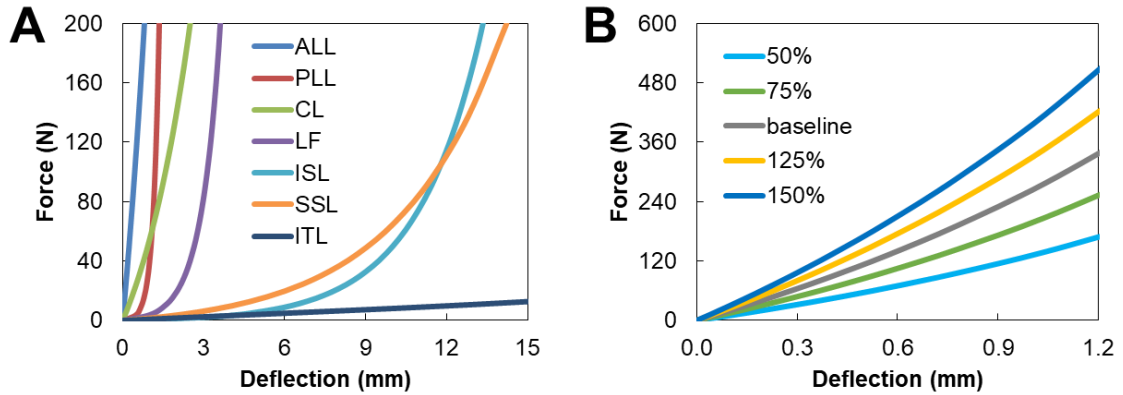 A
Force (N)
200
160
120
80
40
0
ALL
PLL
CL
LF
ISL
SSL
ITL
0 3 6 9 12 15
Deflection (mm)
B
Force (N)
600
480
360
240
120
0
50%
75%
baseline
125%
150%
0.0 0.3 0.6 0.9 1.2
Deflection (mm)